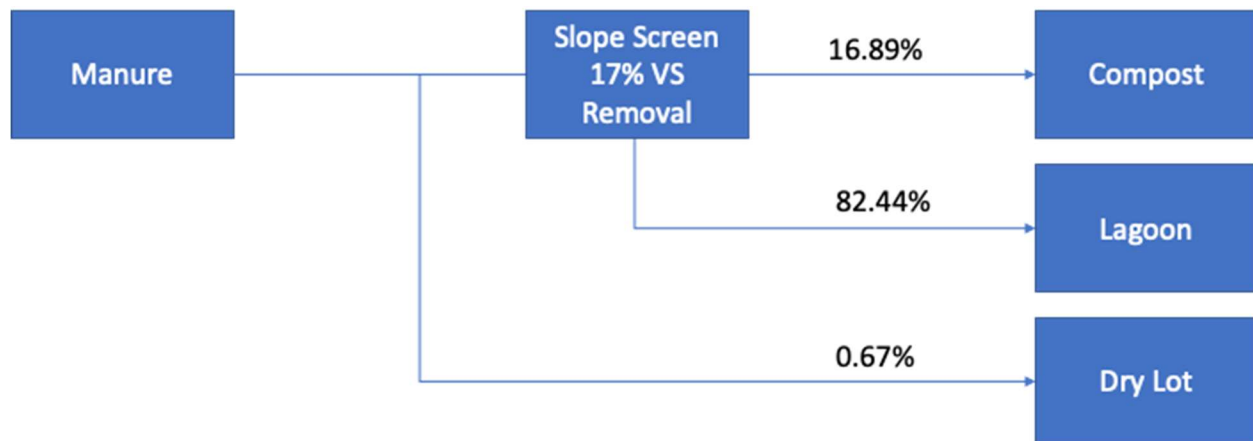 Manure
Slope Screen
17% VS
Removal
16.89%
Compost
82.44%
Lagoon
0.67%
Dry Lot